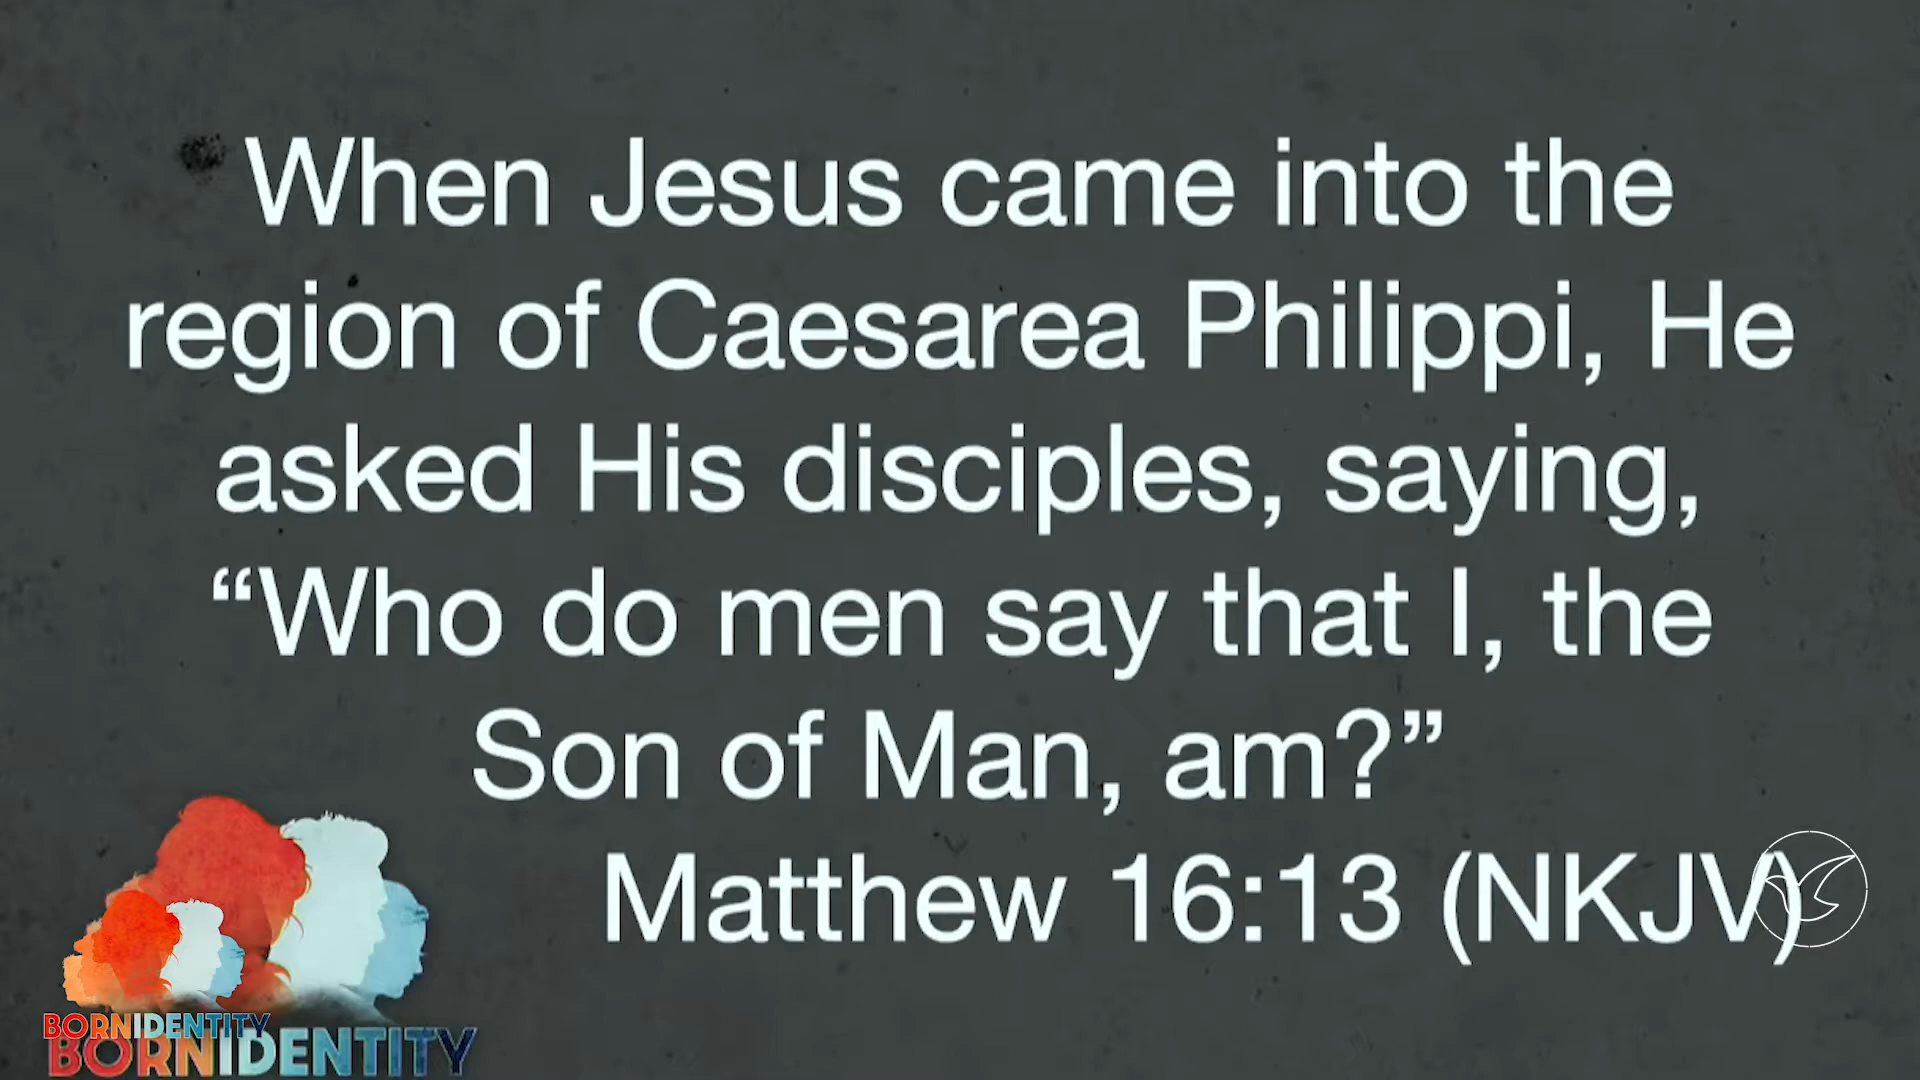 When Jesus came into the
region of Caesarea Philippi, He
asked His disciples, saying,
“Who do men say that I, the
Son of Man, am?”
Matthew 16:13 (NKJV)
BORNIDENTITY
BORNIDENTITY